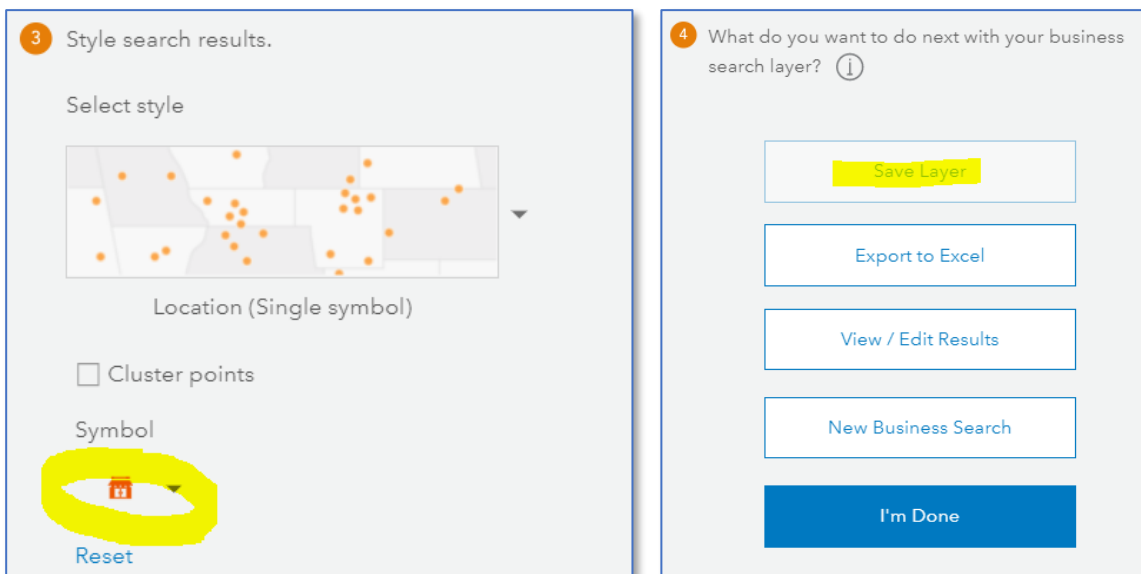 3 Style search results.
Select style
Location (Single symbol)
Cluster points
Symbol
Reset
4 What do you want to do next with your business
search layer? i
Save Layer
Export to Excel
View / Edit Results
New Business Search
I'm Done